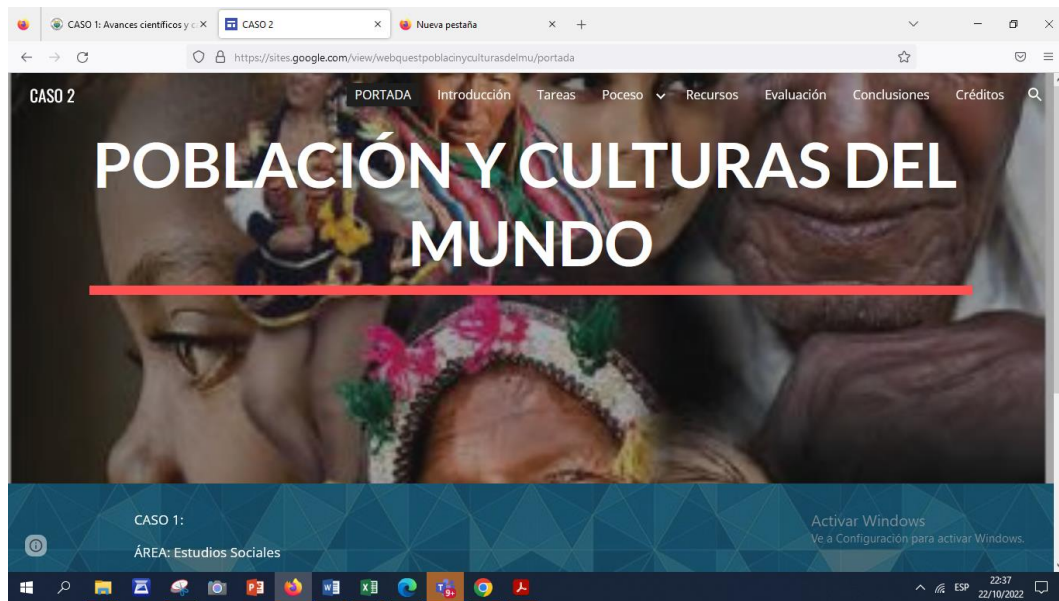 CASO 1: Avances científicos y c
CASO 2
Nueva pestaña
https://sites.google.com/view/webquestpoblacinyculturasdelmu/portada
CASO 2
PORTADA
Introducción
Tareas
Poceso
Recursos
Evaluación
Conclusiones
Créditos
POBLACIÓN Y CULTURAS DEL
MUNDO
CASO 1:
ÁREA: Estudios Sociales
Activar Windows
Ve a Configuración para activar Windows.
9+
ESP
22:37
22/10/2022